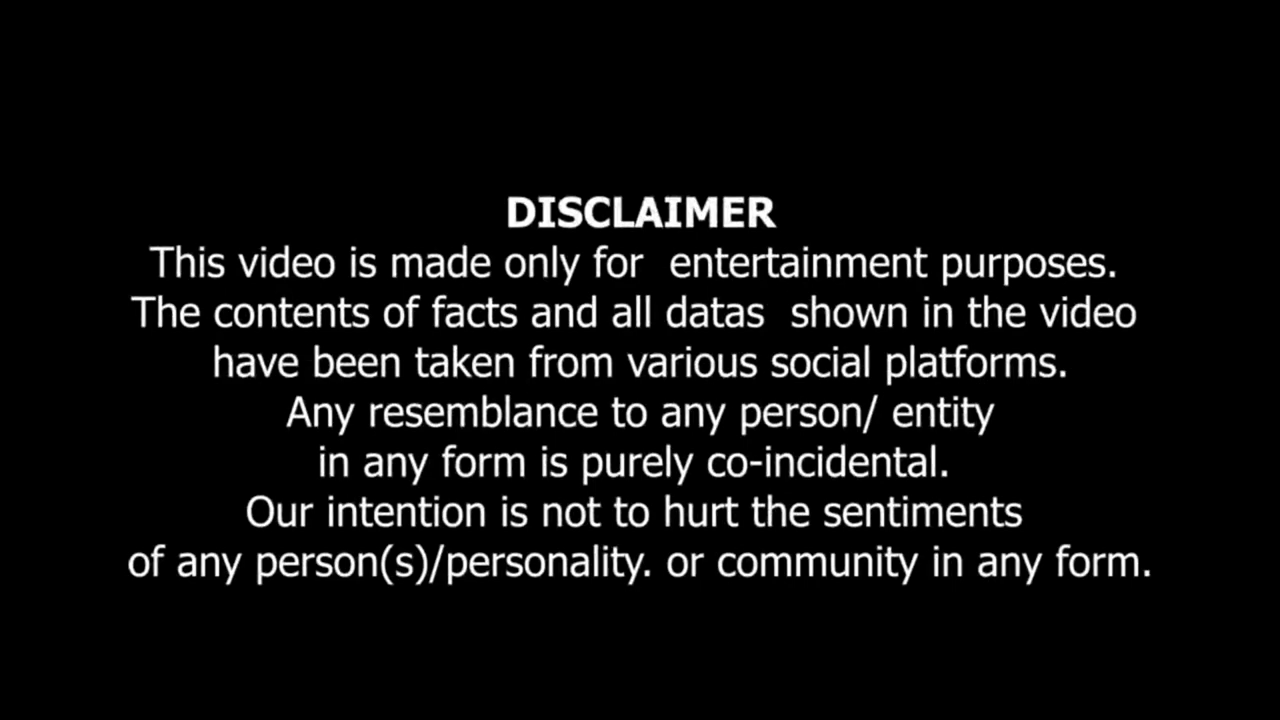 DISCLAIMER
This video is made only for  entertainment purposes.
The contents of facts and all datas  shown in the video
have been taken from various social platforms.
Any resemblance to any person/ entity
in any form is purely co-incidental.
Our intention is not to hurt the sentiments
of any person(s)/personality. or community in any form.